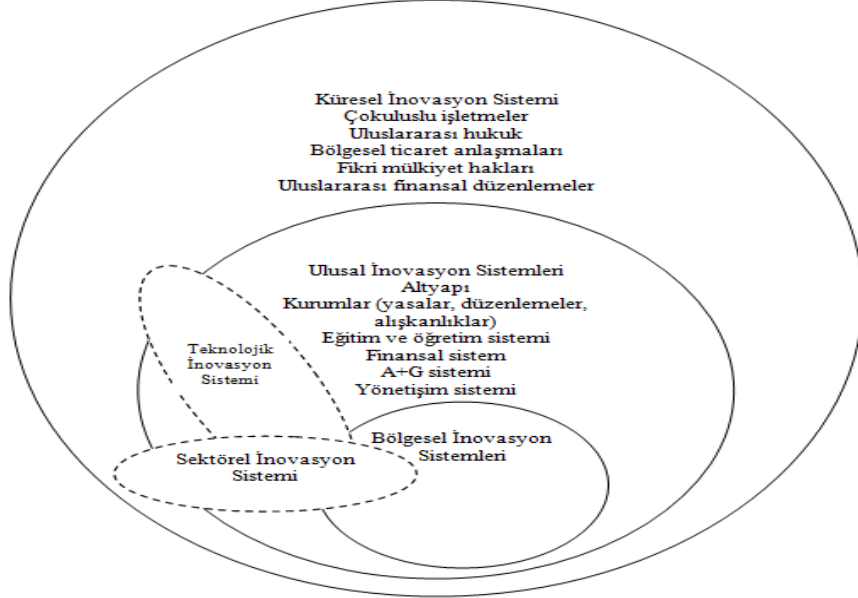 Küresel İnovasyon Sistemi
Çokuluslu işletmeler
Uluslararası hukuk
Bölgesel ticaret anlaşmaları
Fikri mülkiyet hakları
Uluslararası finansal düzenlemeler
Ulusal İnovasyon Sistemleri
Altyapı
Kurumlar (yasalar, düzenlemeler,
alışkanlıklar)
Eğitim ve öğretim sistemi
Finansal sistem
A+G sistemi
Yönetişim sistemi
Teknolojik
İnovasyon
Sistemi
Bölgesel İnovasyon
Sistemleri
Sektörel İnovasyon
Sistemi